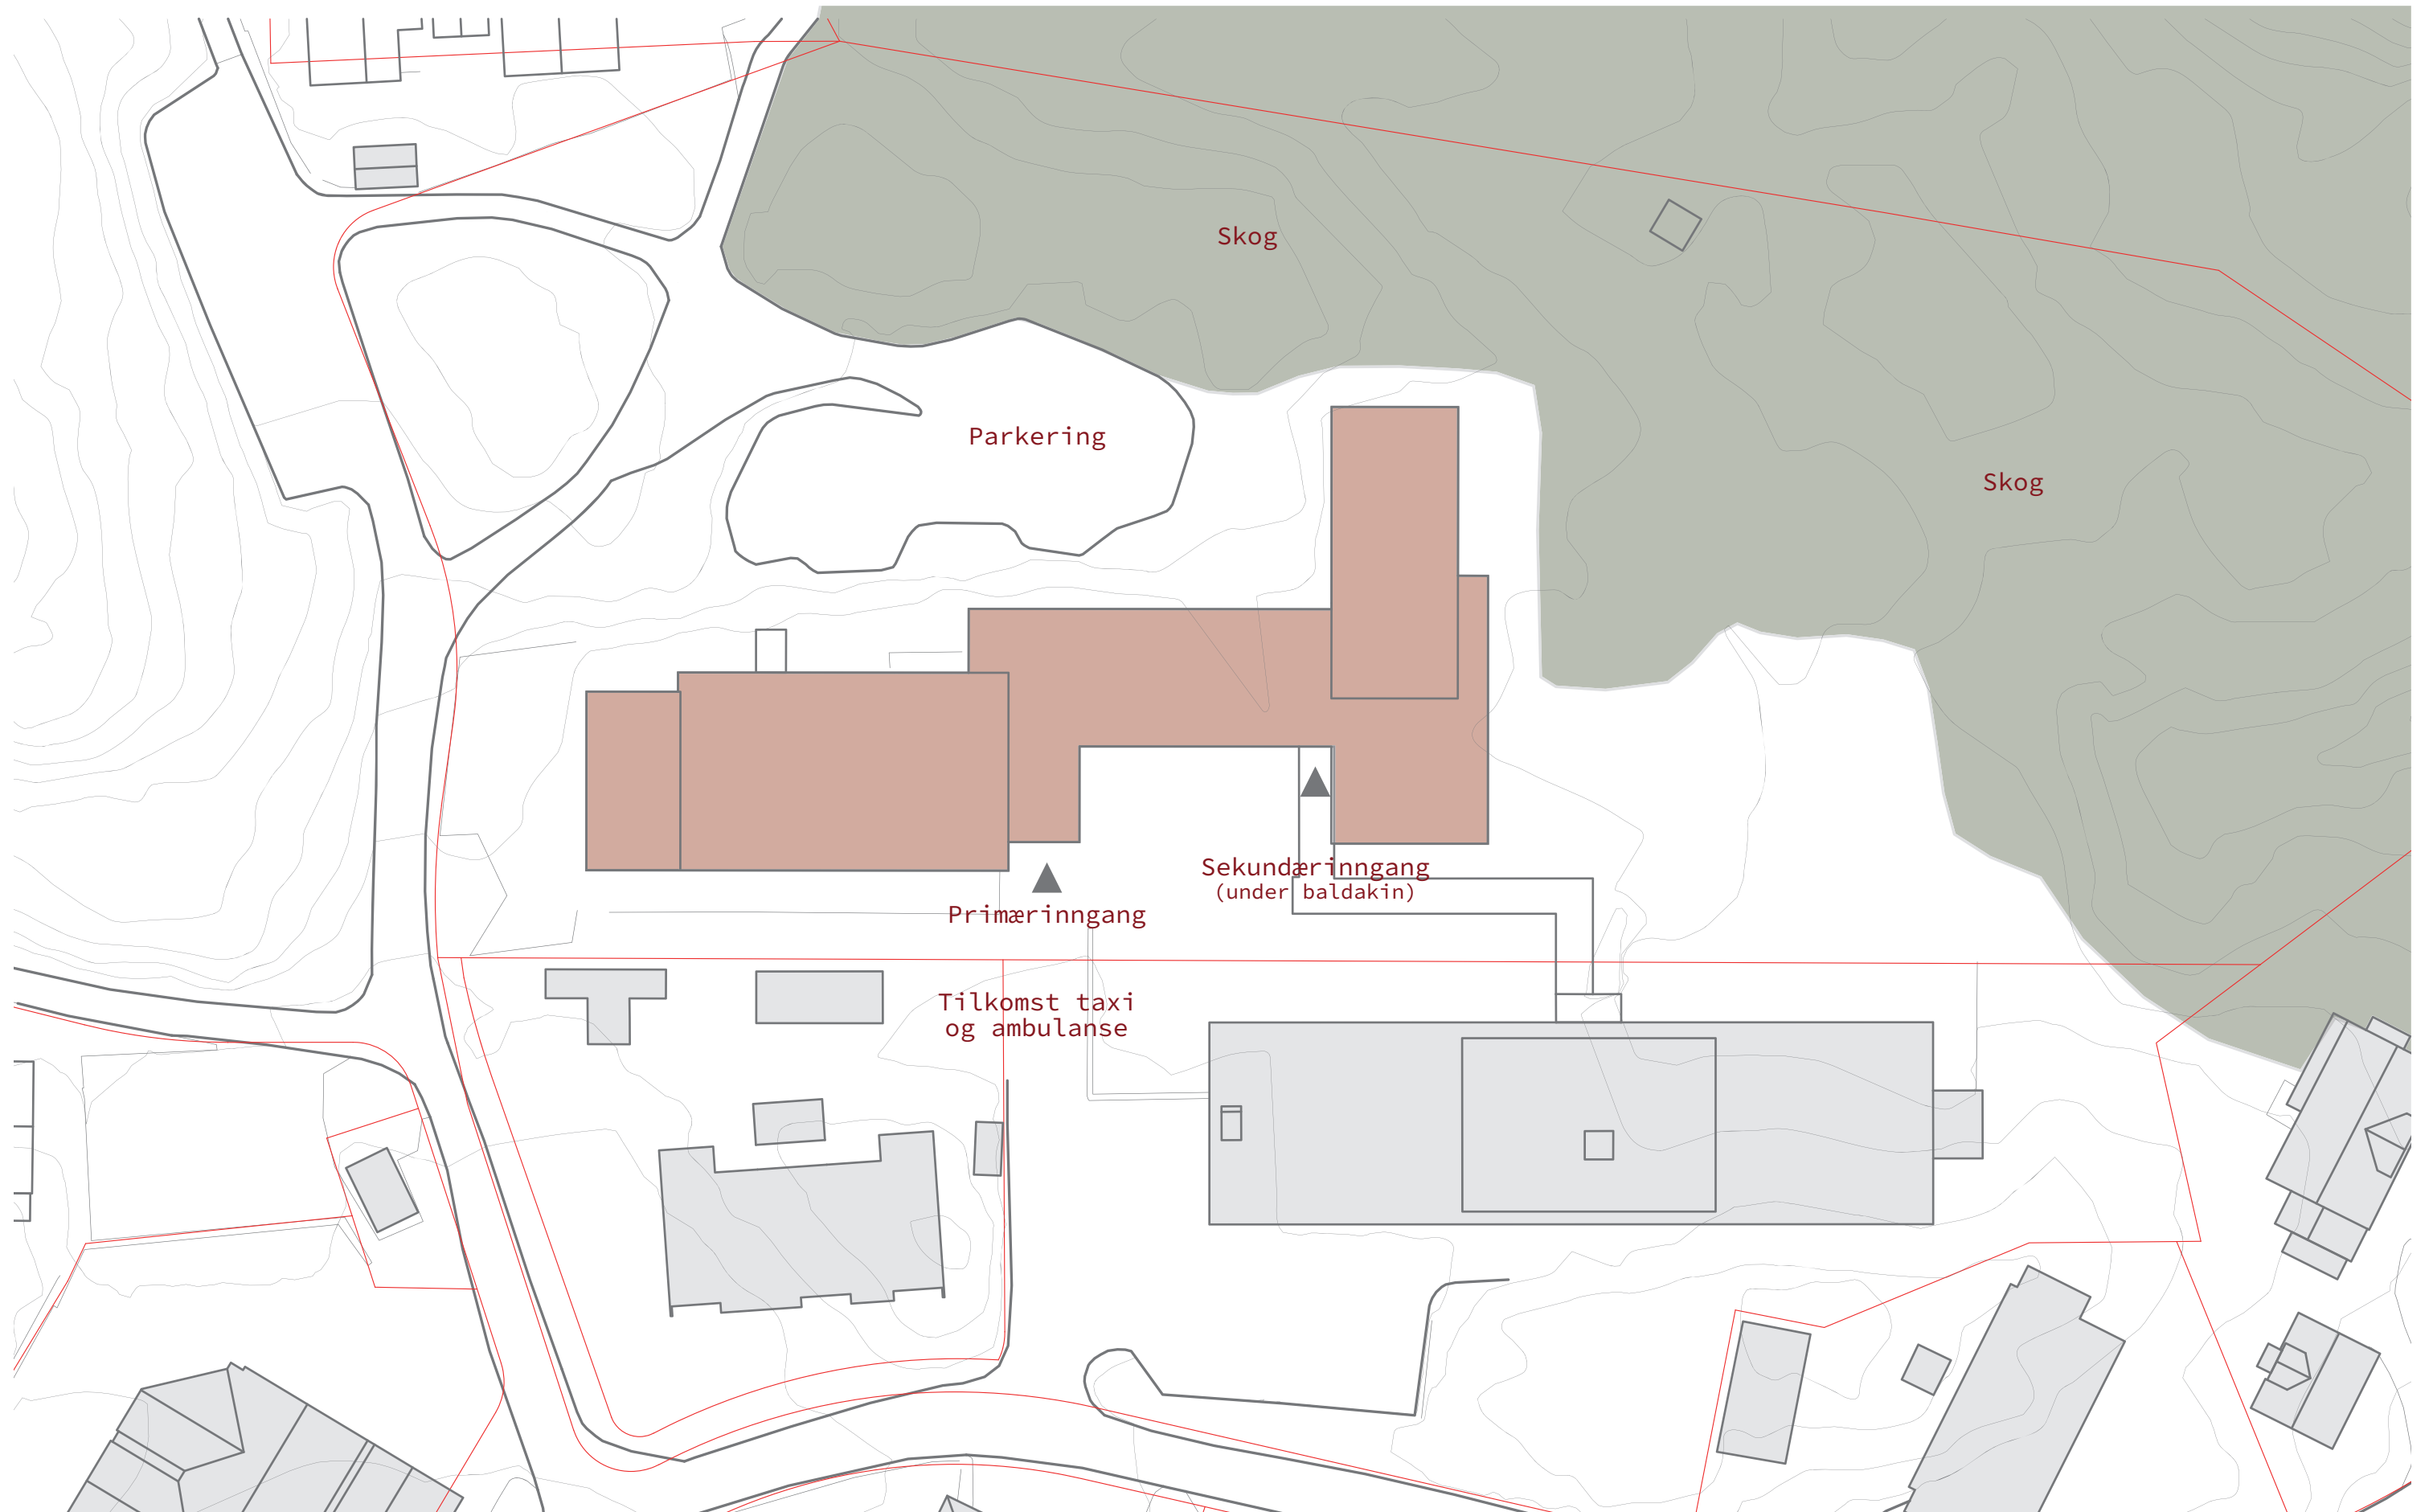 Skog
Parkering
Skog
Sekundærinngang
(under baldakin)
Primærinngang
Tilkomst taxi
og ambulanse